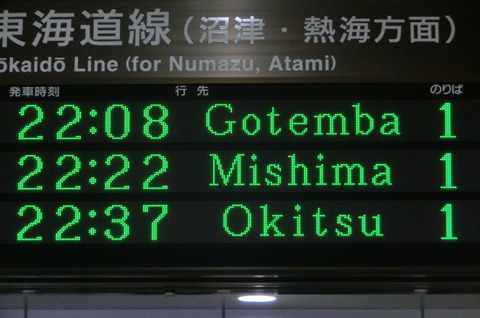 東海道線（沼津・熱海方面）
ōkaidō Line (for Numazu, Atami)
発車時刻 行先 のりば
22:08 Gotemba 1
22:22 Mishima 1
22:37 Okitsu 1